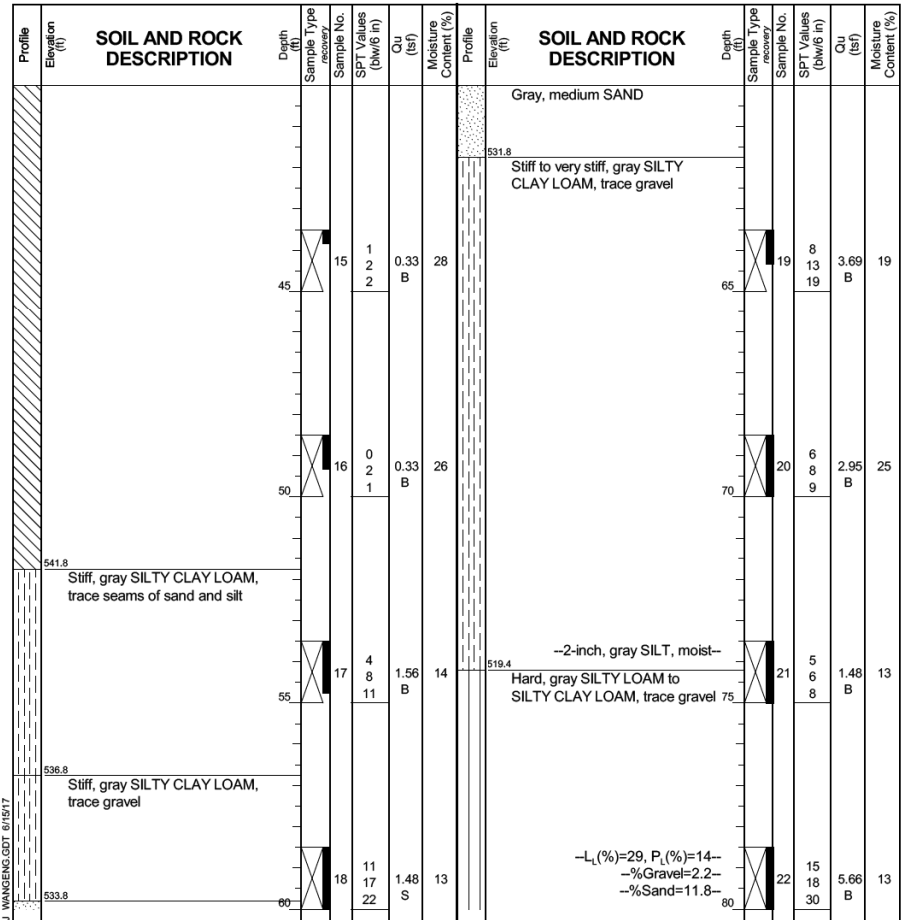 Profile
Elevation
(ft)
SOIL AND ROCK
DESCRIPTION
Depth
(ft)
Sample Type
recovery
Sample No.
SPT Values
(blw/6 in)
Qu
(tsf)
Moisture
Content (%)
45
15
1
2
2
0.33
B
28
50
16
0
2
1
0.33
B
26
541.8
Stiff, gray SILTY CLAY LOAM,
trace seams of sand and silt
55
17
4
8
11
1.56
B
14
536.8
Stiff, gray SILTY CLAY LOAM,
trace gravel
533.8
60
18
11
17
22
1.48
S
13
Profile
Elevation
(ft)
SOIL AND ROCK
DESCRIPTION
Depth
(ft)
Sample Type
recovery
Sample No.
SPT Values
(blw/6 in)
Qu
(tsf)
Moisture
Content (%)
Gray, medium SAND
531.8
Stiff to very stiff, gray SILTY
CLAY LOAM, trace gravel
65
19
8
13
19
3.69
B
19
70
20
6
8
9
2.95
B
25
--2-inch, gray SILT, moist--
519.4
Hard, gray SILTY LOAM to
SILTY CLAY LOAM, trace gravel
75
21
5
6
8
1.48
B
13
--LL(%)=29, PL(%)=14--
--%Gravel=2.2--
--%Sand=11.8--
80
22
15
18
30
5.66
B
13
WANGENG.GDT 6/15/17